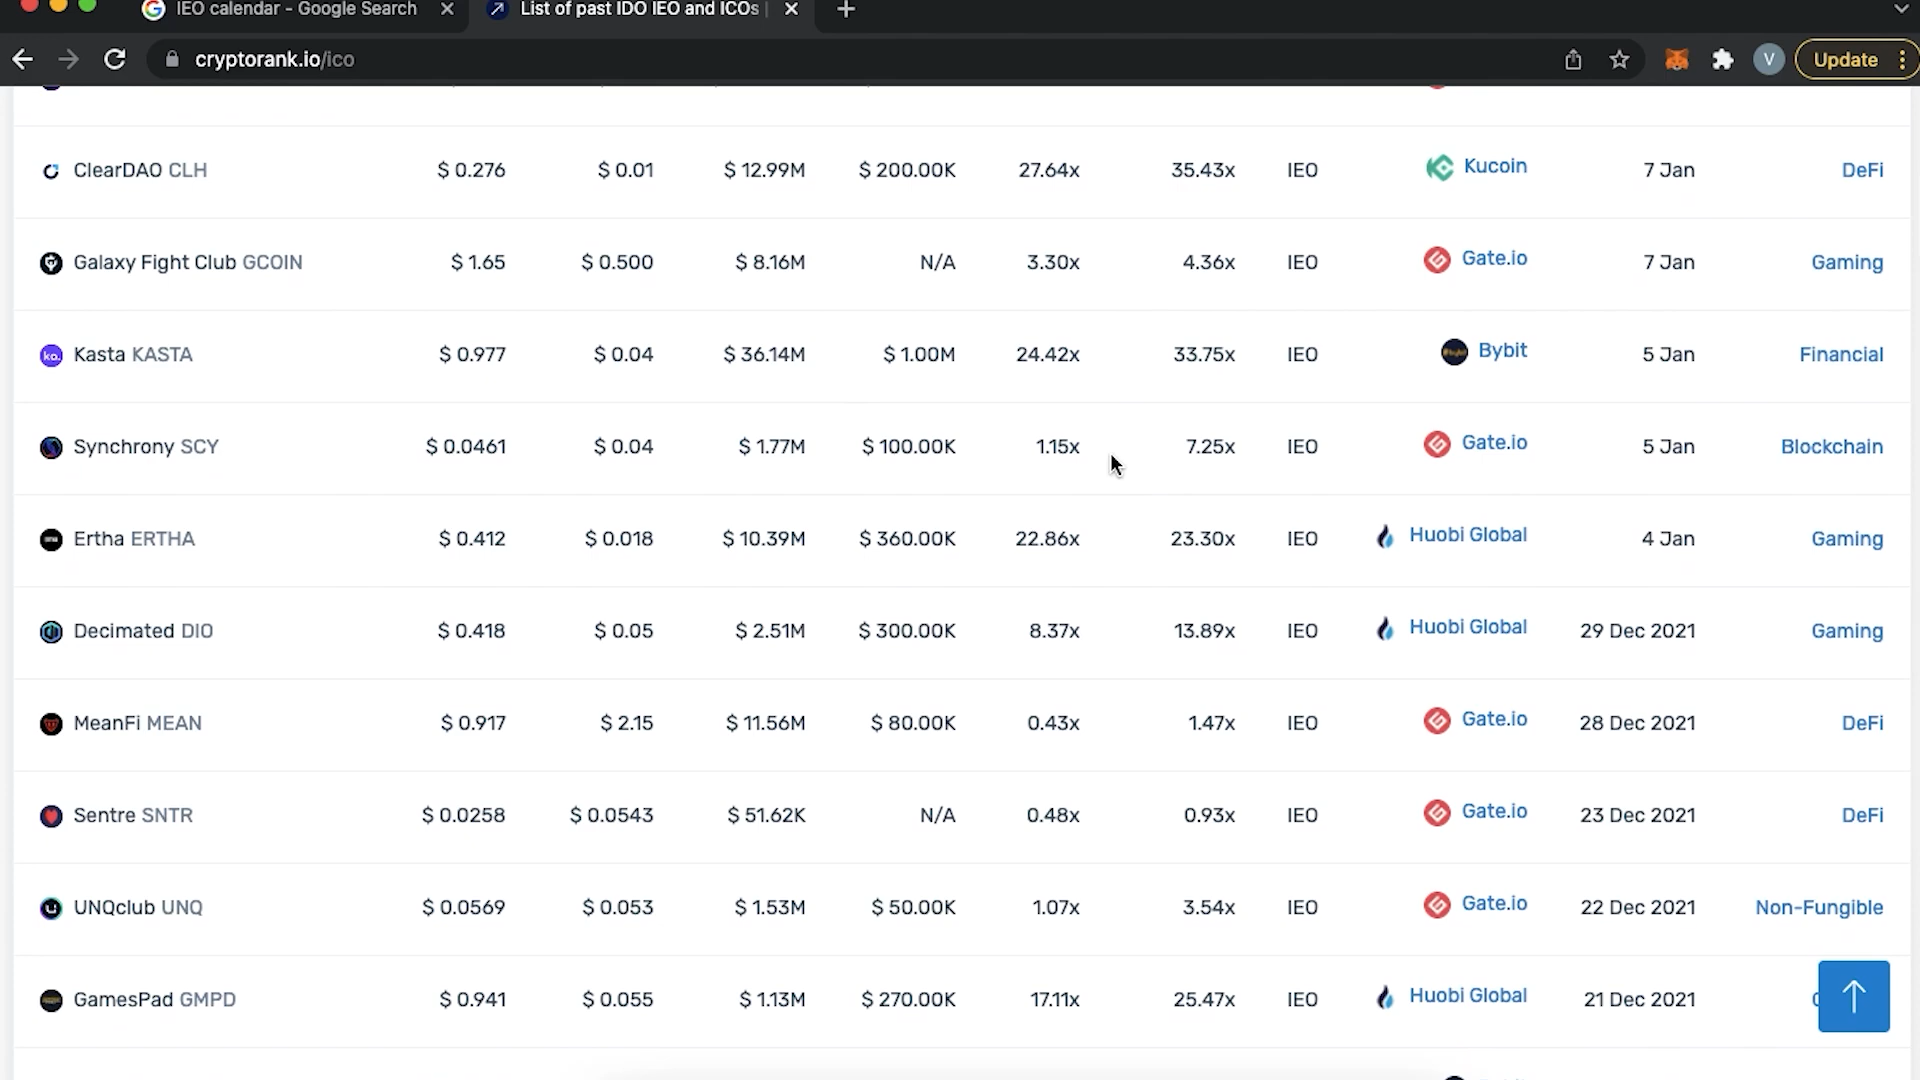 IEO calendar - Google Search
List of past IDO IEO and ICOs
cryptorank.io/ico
V
Update
ClearDAO CLH $ 0.276 $ 0.01 $ 12.99M $ 200.00K 27.64x 35.43x IEO Kucoin 7 Jan DeFi
Galaxy Fight Club GCOIN $ 1.65 $ 0.500 $ 8.16M N/A 3.30x 4.36x IEO Gate.io 7 Jan Gaming
ko. Kasta KASTA $ 0.977 $ 0.04 $ 36.14M $ 1.00M 24.42x 33.75x IEO Bybit 5 Jan Financial
Synchrony SCY $ 0.0461 $ 0.04 $ 1.77M $ 100.00K 1.15x 7.25x IEO Gate.io 5 Jan Blockchain
Ertha ERTHA $ 0.412 $ 0.018 $ 10.39M $ 360.00K 22.86x 23.30x IEO Huobi Global 4 Jan Gaming
Decimated DIO $ 0.418 $ 0.05 $ 2.51M $ 300.00K 8.37x 13.89x IEO Huobi Global 29 Dec 2021 Gaming
MeanFi MEAN $ 0.917 $ 2.15 $ 11.56M $ 80.00K 0.43x 1.47x IEO Gate.io 28 Dec 2021 DeFi
Sentre SNTR $ 0.0258 $ 0.0543 $ 51.62K N/A 0.48x 0.93x IEO Gate.io 23 Dec 2021 DeFi
UNQclub UNQ $ 0.0569 $ 0.053 $ 1.53M $ 50.00K 1.07x 3.54x IEO Gate.io 22 Dec 2021 Non-Fungible
GamesPad GMPD $ 0.941 $ 0.055 $ 1.13M $ 270.00K 17.11x 25.47x IEO Huobi Global 21 Dec 2021